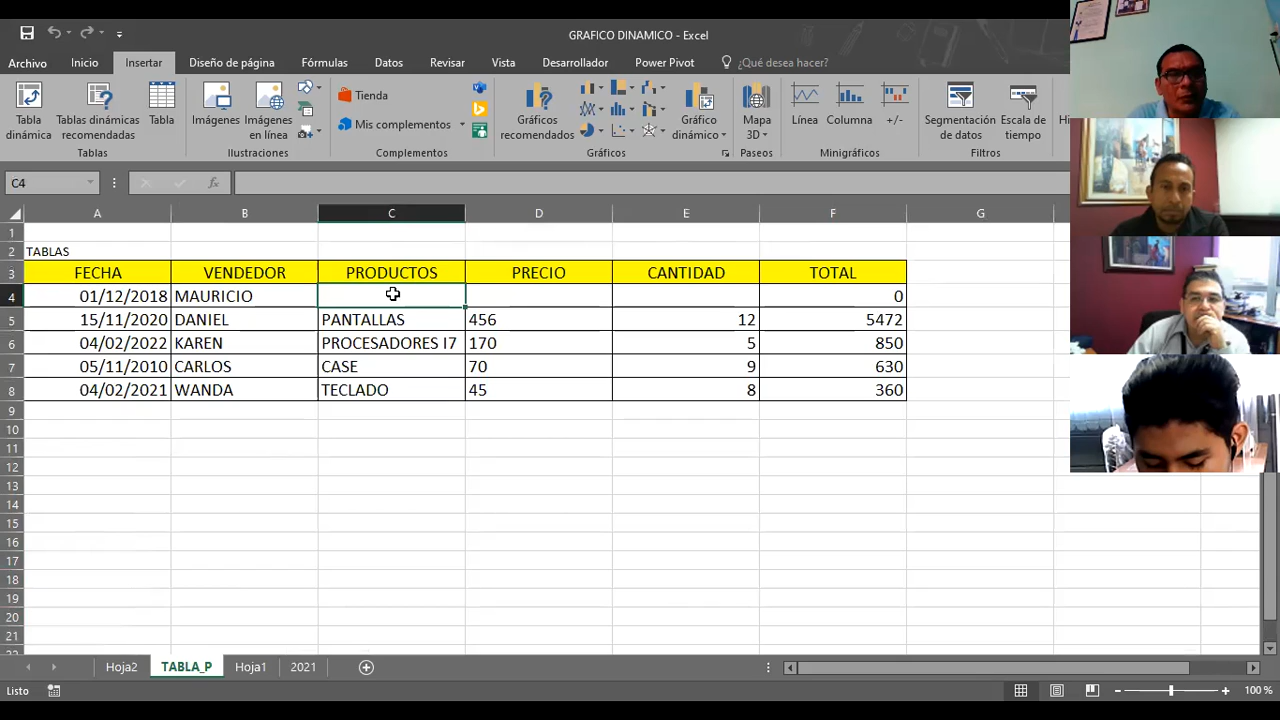 GRAFICO DINAMICO - Excel
Archivo Inicio Insertar Diseño de página Fórmulas Datos Revisar Vista Desarrollador Power Pivot ¿Qué desea hacer?
Tabla dinámica
Tablas dinámicas recomendadas
Tabla
Imágenes
Imágenes en línea
Tienda
Mis complementos
Gráficos recomendados
Gráfico dinámico
Mapa 3D
Línea
Columna
+/-
Segmentación de datos
Escala de tiempo
Tablas Ilustraciones Complementos Gráficos Paseos Minigráficos Filtros
C4 fx
A B C D E F G
1
2 TABLAS
3 FECHA VENDEDOR PRODUCTOS PRECIO CANTIDAD TOTAL
4 01/12/2018 MAURICIO 0
5 15/11/2020 DANIEL PANTALLAS 456 12 5472
6 04/02/2022 KAREN PROCESADORES I7 170 5 850
7 05/11/2010 CARLOS CASE 70 9 630
8 04/02/2021 WANDA TECLADO 45 8 360
9
10
11
12
13
14
15
16
17
18
19
20
21
Hoja2 TABLA_P Hoja1 2021
Listo 100 %